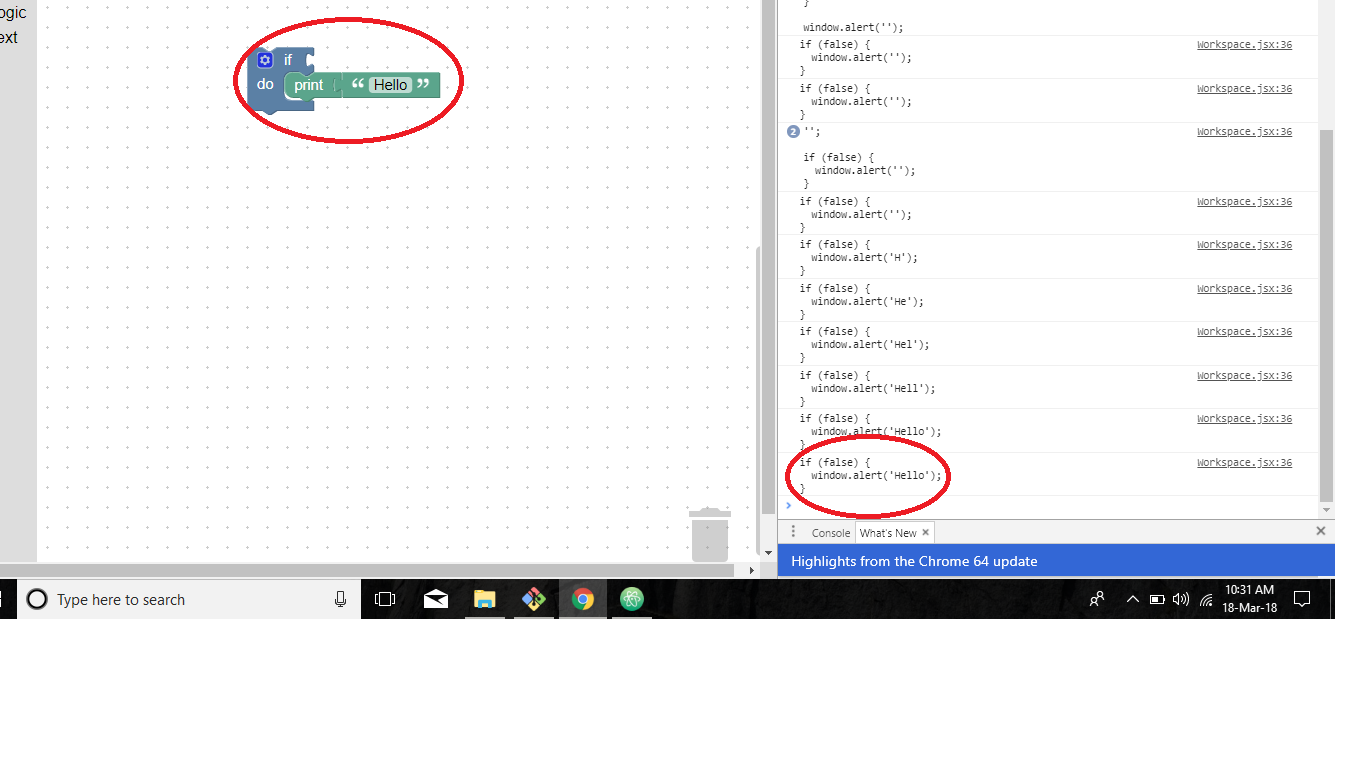 ogic
ext
if
do print “ Hello ”
}
window.alert('');
if (false) { Workspace.jsx:36
window.alert('');
}
if (false) { Workspace.jsx:36
window.alert('');
}
2 ''; Workspace.jsx:36
if (false) {
window.alert('');
}
if (false) { Workspace.jsx:36
window.alert('');
}
if (false) { Workspace.jsx:36
window.alert('H');
}
if (false) { Workspace.jsx:36
window.alert('He');
}
if (false) { Workspace.jsx:36
window.alert('Hel');
}
if (false) { Workspace.jsx:36
window.alert('Hell');
}
if (false) { Workspace.jsx:36
window.alert('Hello');
}
if (false) { Workspace.jsx:36
window.alert('Hello');
}
Console What's New
Highlights from the Chrome 64 update
Type here to search
10:31 AM
18-Mar-18